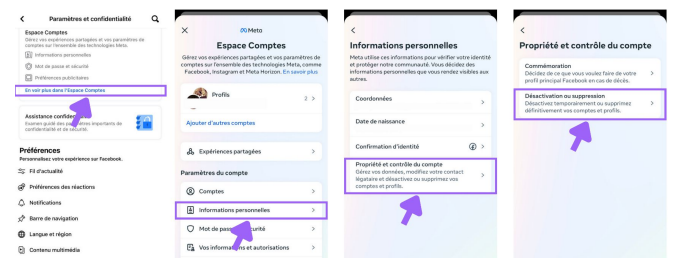 Paramètres et confidentialité
Espace Comptes
Gérez vos expériences partagées et vos paramètres de
comptes sur l'ensemble des technologies Meta.
Informations personnelles
Mot de passe et sécurité
Préférences publicitaires
En voir plus dans l'Espace Comptes
Assistance confiden
Examen guidé des paramètres importants de
confidentialité et de sécurité.
Préférences
Personnalisez votre expérience sur Facebook.
Fil d'actualité
Préférences des réactions
Notifications
Barre de navigation
Langue et région
Contenu multimédia
Meta
Espace Comptes
Gérez vos expériences partagées et vos paramètres de
comptes sur l'ensemble des technologies Meta, comme
Facebook, Instagram et Meta Horizon. En savoir plus
Profils
2
Ajouter d'autres comptes
Expériences partagées
Paramètres du compte
Comptes
Informations personnelles
Mot de passe et sécurité
Vos informations et autorisations
Informations personnelles
Meta utilise ces informations pour vérifier votre identité
et protéger notre communauté. Vous décidez des
informations personnelles que vous rendez visibles aux
autres.
Coordonnées
Date de naissance
Confirmation d'identité
Propriété et contrôle du compte
Gérez vos données, modifiez votre contact
légataire et désactivez ou supprimez vos
comptes et profils.
Propriété et contrôle du compte
Commémoration
Décidez de ce que vous voulez faire de votre
profil principal Facebook en cas de décès.
Désactivation ou suppression
Désactivez temporairement ou supprimez
définitivement vos comptes et profils.